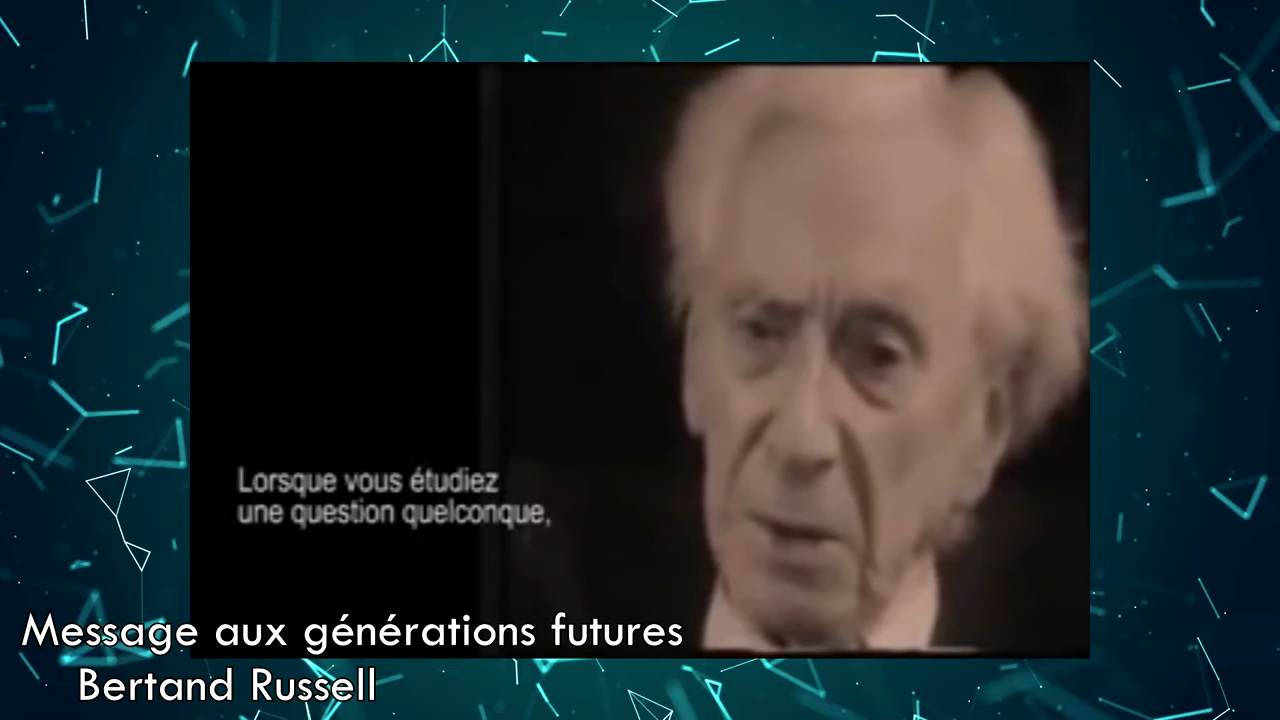 Lorsque vous étudiez
une question quelconque,
Message aux générations futures
Bertand Russell